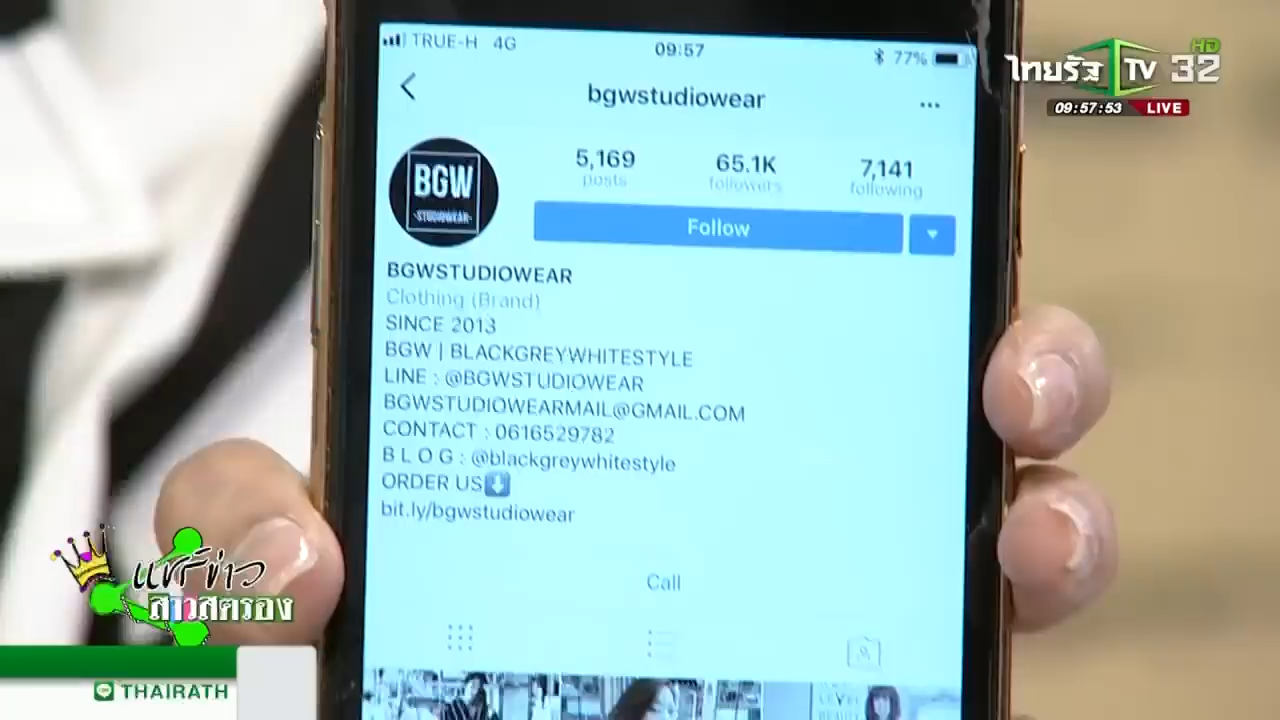 TRUE-H 4G 09:57 77%
bgwstudiowear ...
BGW
-STUDIOWEAR-
5,169 65.1K 7,141
posts followers following
Follow
BGWSTUDIOWEAR
Clothing (Brand)
SINCE 2013
BGW | BLACKGREYWHITESTYLE
LINE : @BGWSTUDIOWEAR
BGWSTUDIOWEARMAIL@GMAIL.COM
CONTACT : 0616529782
B L O G : @blackgreywhitestyle
ORDER US⬇️
bit.ly/bgwstudiowear
Call
ไทยรัฐ TV 32 HD
09:57:53 LIVE
แชร์ข่าว
สาวสตรอง
THAIRATH